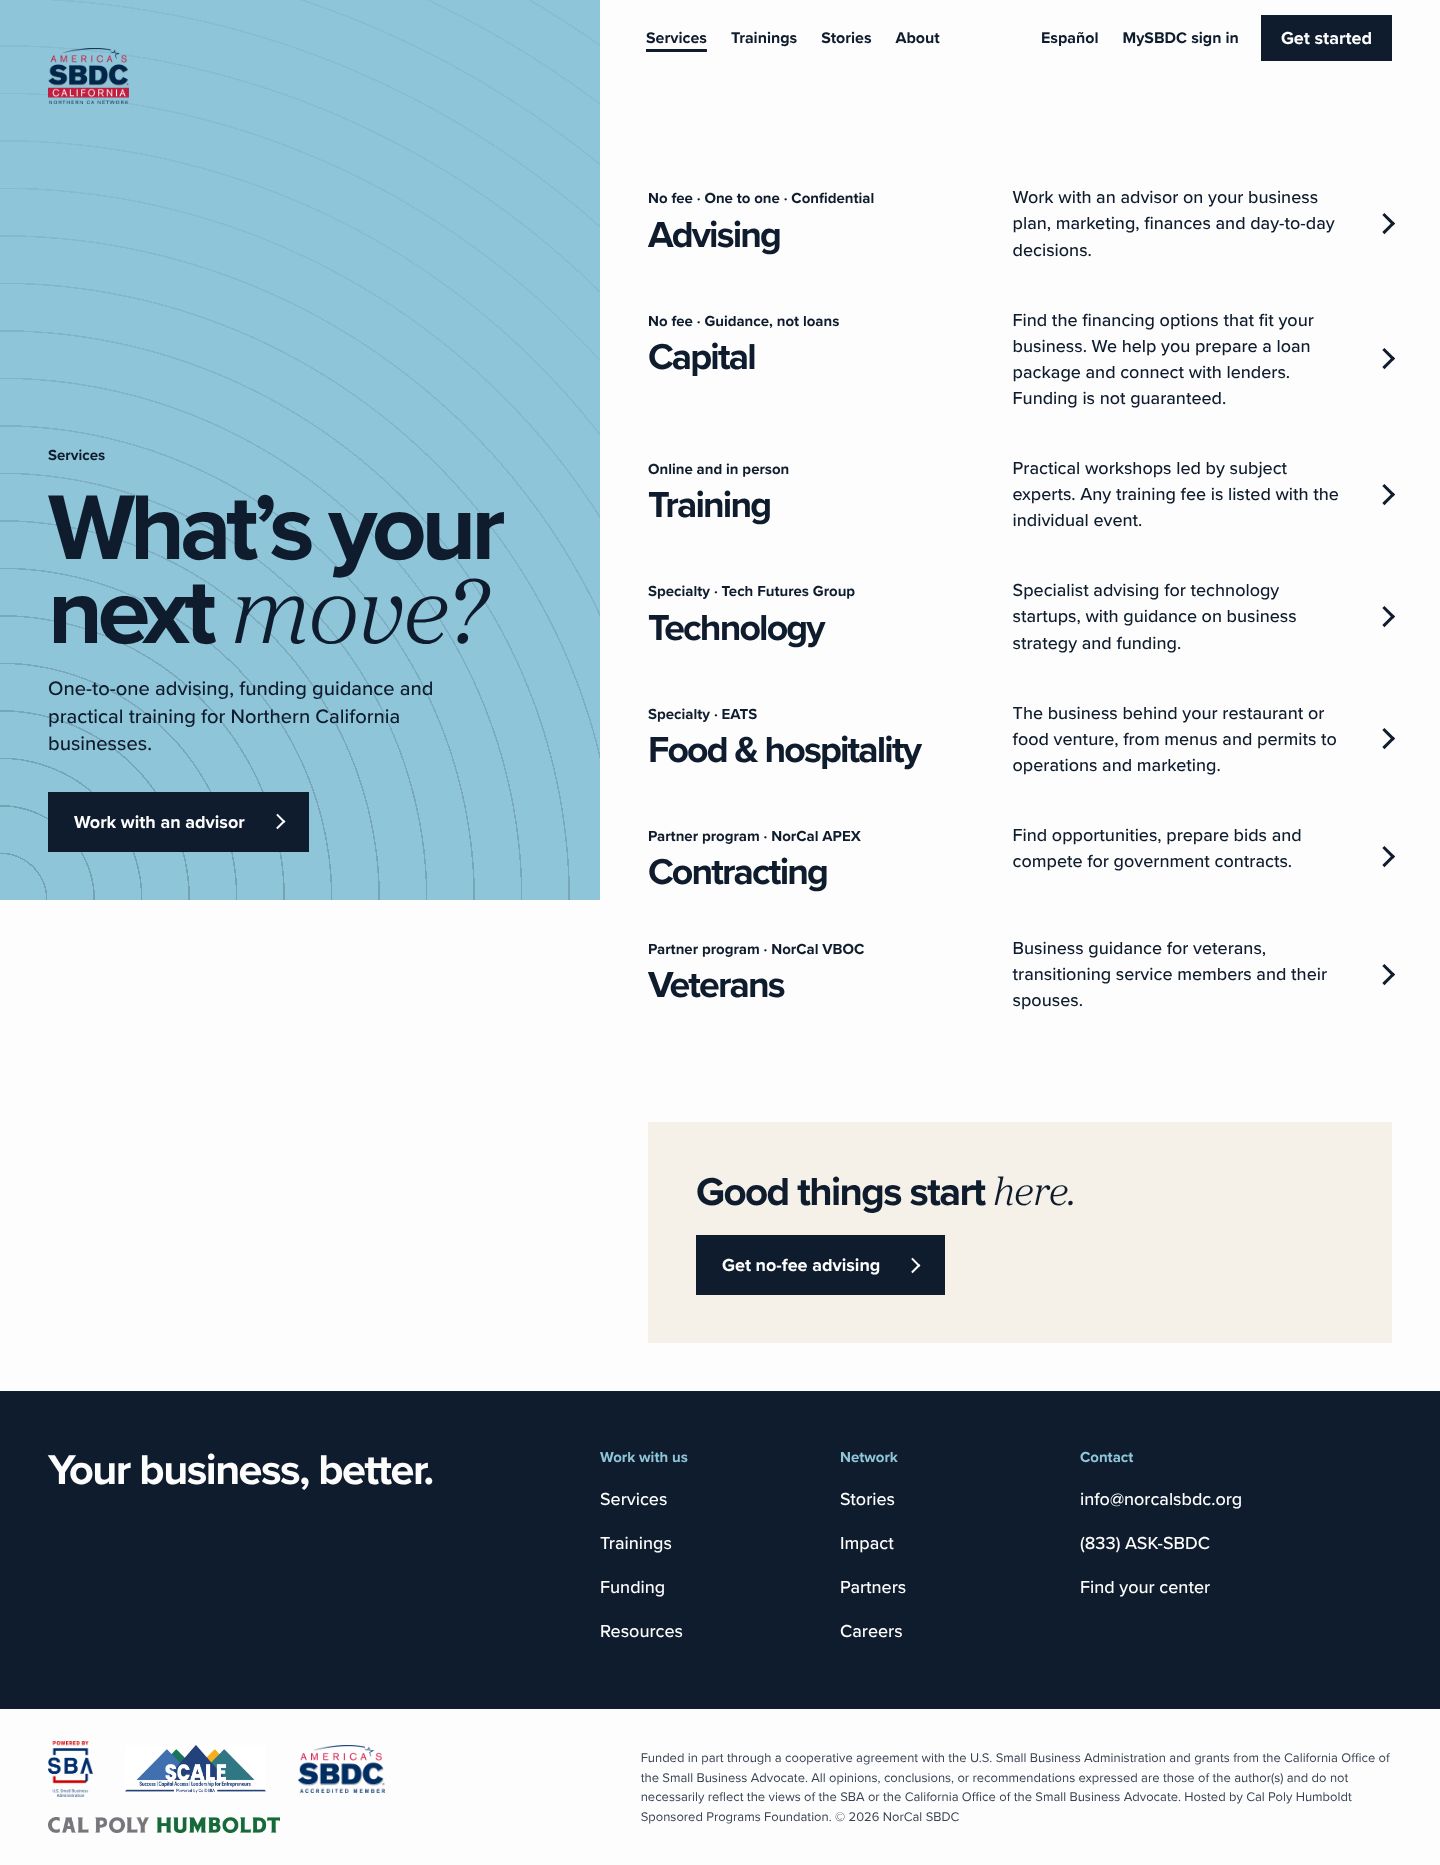 AMERICA'S
SBDC
CALIFORNIA
NORTHERN CA NETWORK
Services Trainings Stories About Español MySBDC sign in Get started
Services
What's your
next move?
One-to-one advising, funding guidance and
practical training for Northern California
businesses.
Work with an advisor
No fee · One to one · Confidential
Advising
Work with an advisor on your business
plan, marketing, finances and day-to-day
decisions.
No fee · Guidance, not loans
Capital
Find the financing options that fit your
business. We help you prepare a loan
package and connect with lenders.
Funding is not guaranteed.
Online and in person
Training
Practical workshops led by subject
experts. Any training fee is listed with the
individual event.
Specialty · Tech Futures Group
Technology
Specialist advising for technology
startups, with guidance on business
strategy and funding.
Specialty · EATS
Food & hospitality
The business behind your restaurant or
food venture, from menus and permits to
operations and marketing.
Partner program · NorCal APEX
Contracting
Find opportunities, prepare bids and
compete for government contracts.
Partner program · NorCal VBOC
Veterans
Business guidance for veterans,
transitioning service members and their
spouses.
Good things start here.
Get no-fee advising
Your business, better.
Work with us
Services
Trainings
Funding
Resources
Network
Stories
Impact
Partners
Careers
Contact
info@norcalsbdc.org
(833) ASK-SBDC
Find your center
POWERED BY
SBA
U.S. Small Business
Administration
SCALE
Success | Capital Access | Leadership for Entrepreneurs
AMERICA'S
SBDC
ACCREDITED MEMBER
CAL POLY HUMBOLDT
Funded in part through a cooperative agreement with the U.S. Small Business Administration and grants from the California Office of
the Small Business Advocate. All opinions, conclusions, or recommendations expressed are those of the author(s) and do not
necessarily reflect the views of the SBA or the California Office of the Small Business Advocate. Hosted by Cal Poly Humboldt
Sponsored Programs Foundation. © 2026 NorCal SBDC